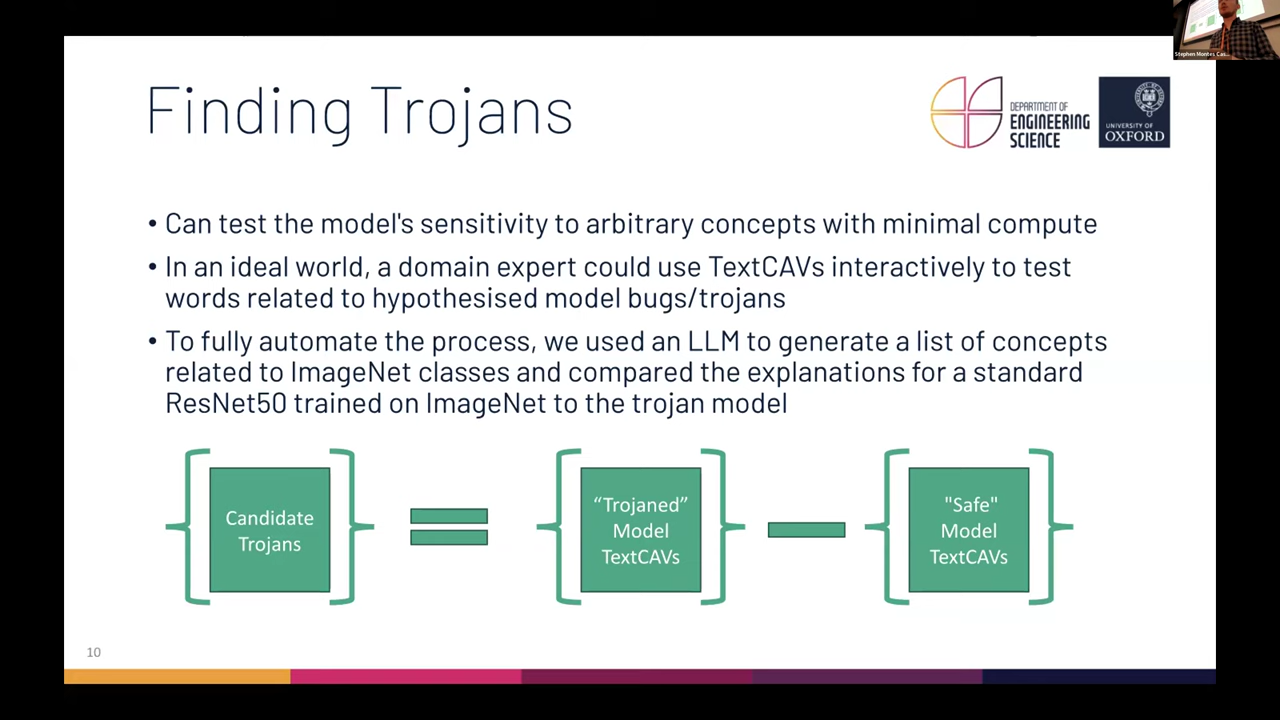 Stephen Montes Cas...
Finding Trojans
DEPARTMENT OF
ENGINEERING
SCIENCE
UNIVERSITY OF
OXFORD
• Can test the model's sensitivity to arbitrary concepts with minimal compute
• In an ideal world, a domain expert could use TextCAVs interactively to test
words related to hypothesised model bugs/trojans
• To fully automate the process, we used an LLM to generate a list of concepts
related to ImageNet classes and compared the explanations for a standard
ResNet50 trained on ImageNet to the trojan model
Candidate
Trojans
“Trojaned”
Model
TextCAVs
"Safe"
Model
TextCAVs
10